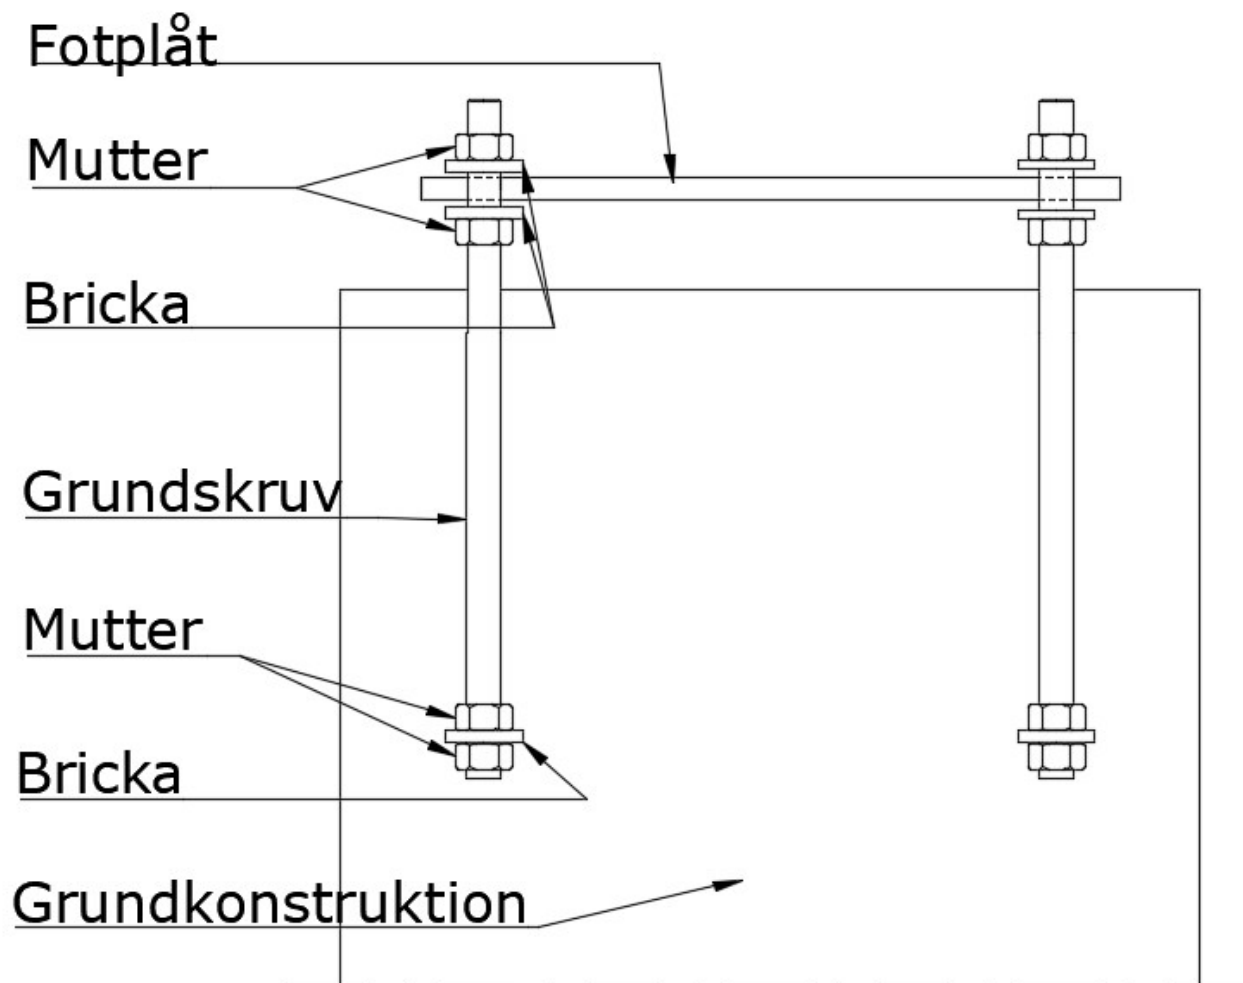 Fotplåt
Mutter
Bricka
Grundskruv
Mutter
Bricka
Grundkonstruktion